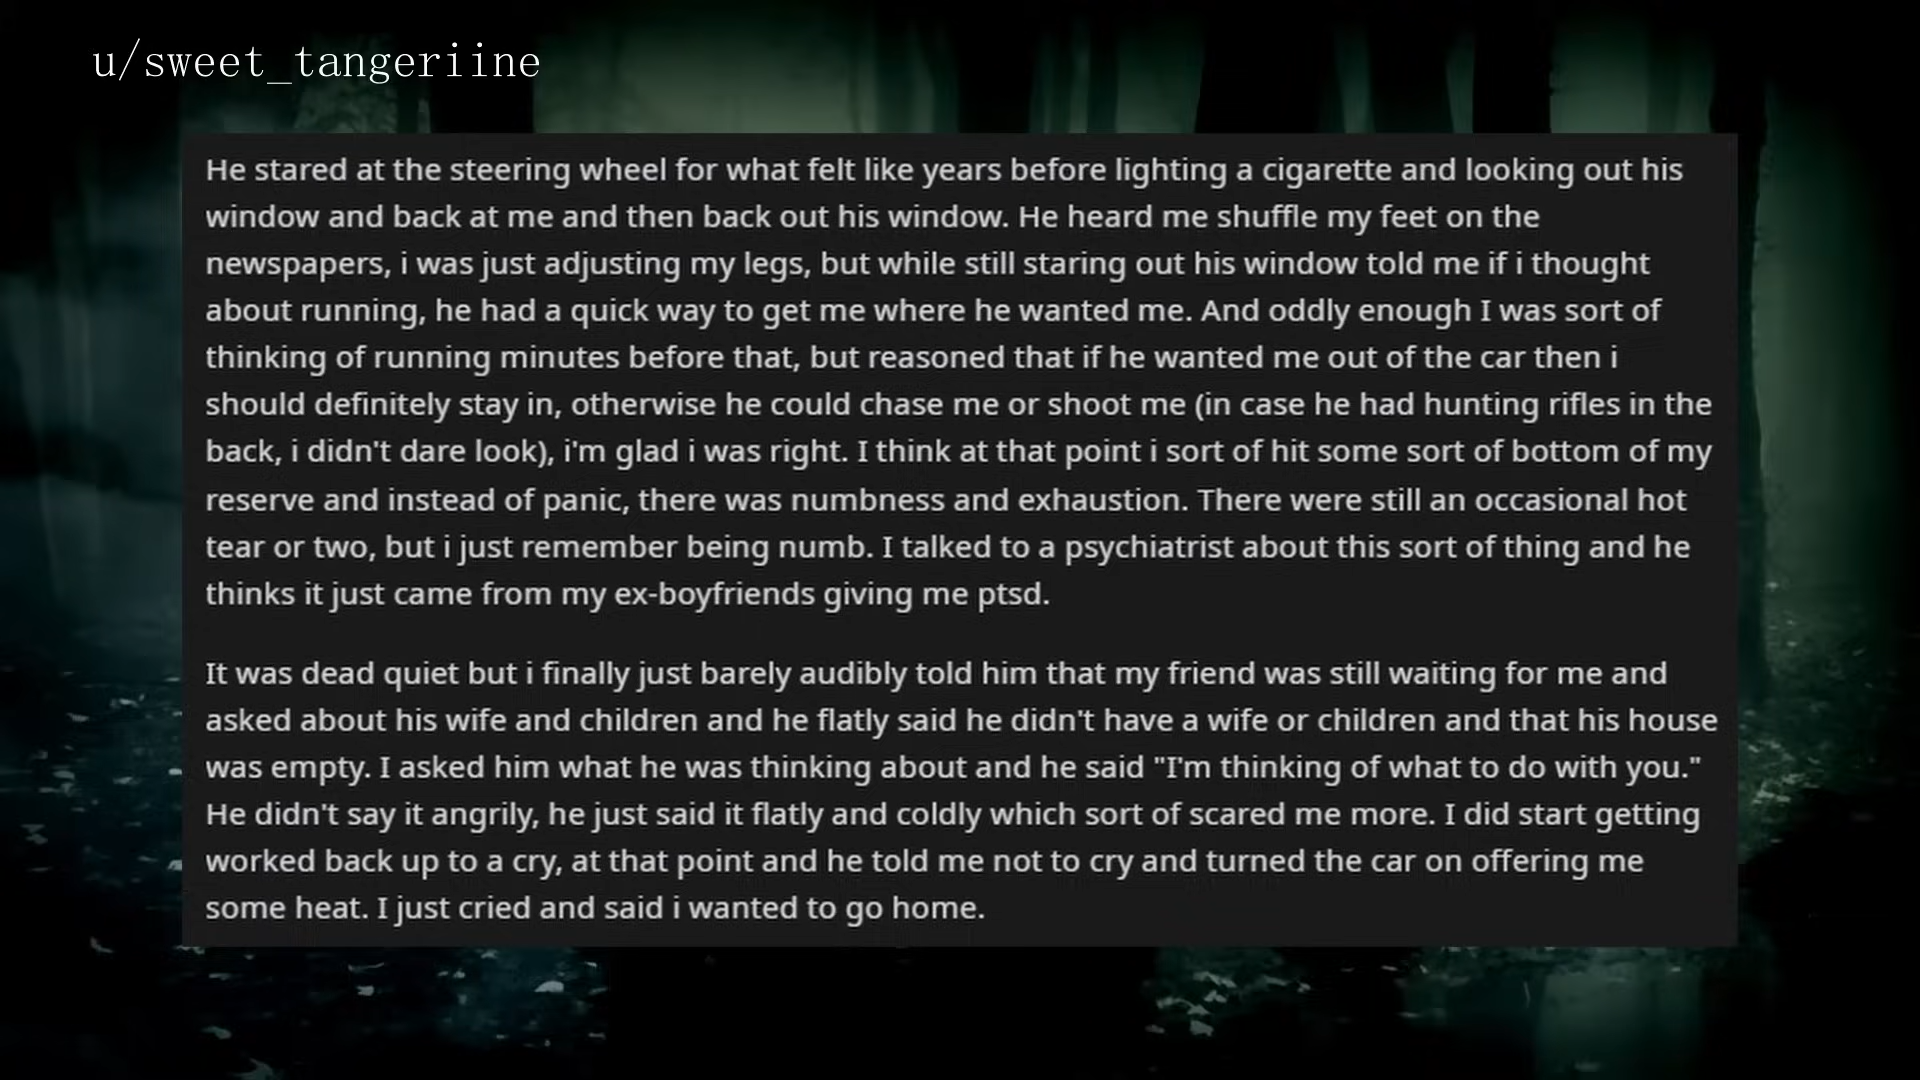 u/sweet_tangeriine
He stared at the steering wheel for what felt like years before lighting a cigarette and looking out his
window and back at me and then back out his window. He heard me shuffle my feet on the
newspapers, i was just adjusting my legs, but while still staring out his window told me if i thought
about running, he had a quick way to get me where he wanted me. And oddly enough I was sort of
thinking of running minutes before that, but reasoned that if he wanted me out of the car then i
should definitely stay in, otherwise he could chase me or shoot me (in case he had hunting rifles in the
back, i didn't dare look), i'm glad i was right. I think at that point i sort of hit some sort of bottom of my
reserve and instead of panic, there was numbness and exhaustion. There were still an occasional hot
tear or two, but i just remember being numb. I talked to a psychiatrist about this sort of thing and he
thinks it just came from my ex-boyfriends giving me ptsd.
It was dead quiet but i finally just barely audibly told him that my friend was still waiting for me and
asked about his wife and children and he flatly said he didn't have a wife or children and that his house
was empty. I asked him what he was thinking about and he said "I'm thinking of what to do with you."
He didn't say it angrily, he just said it flatly and coldly which sort of scared me more. I did start getting
worked back up to a cry, at that point and he told me not to cry and turned the car on offering me
some heat. I just cried and said i wanted to go home.